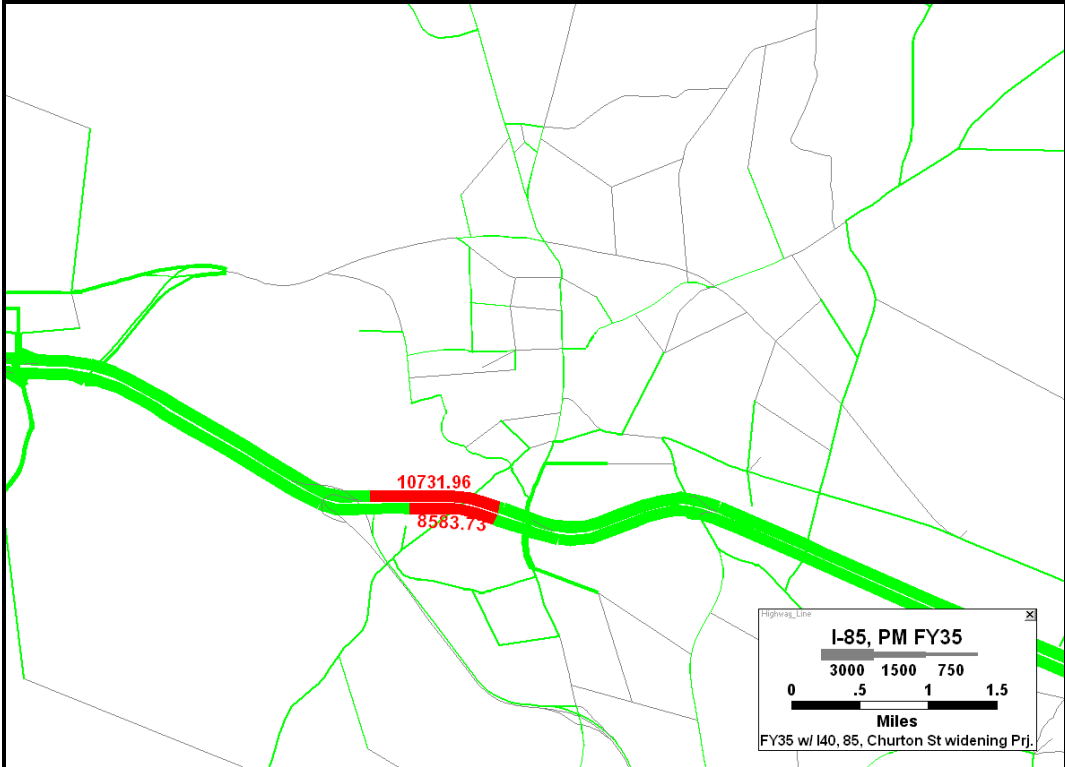 10731.96
8583.73
Highway_Line
I-85, PM FY35
3000 1500 750
0 .5 1 1.5
Miles
FY35 w/ I40, 85, Churton St widening Prj.